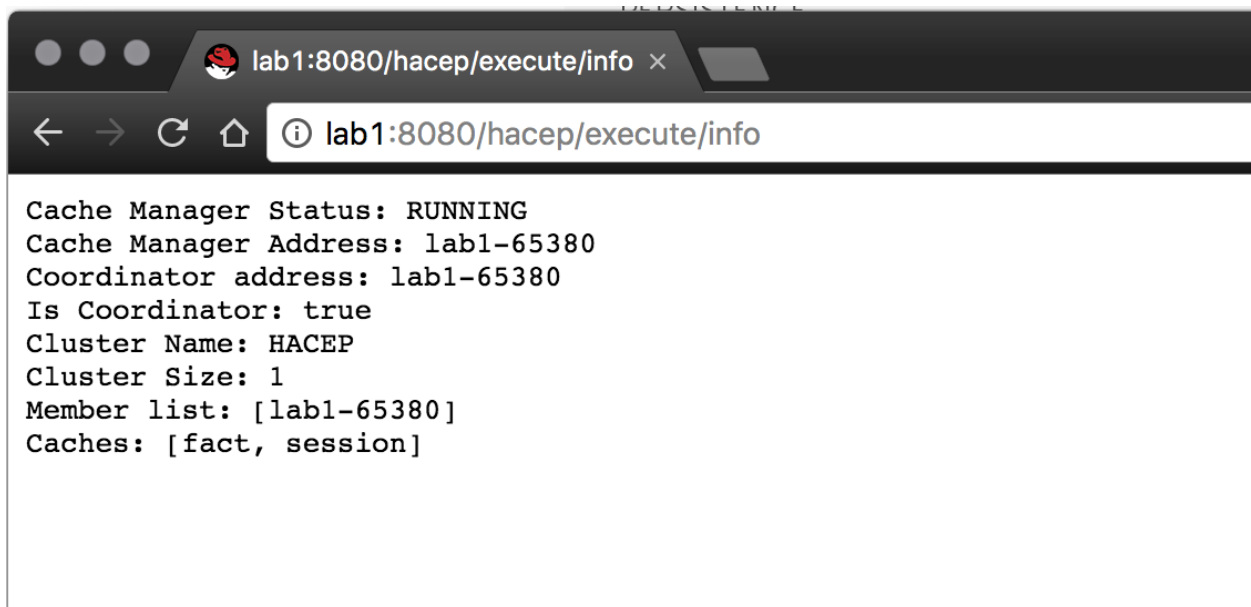 PERSISTENCE
lab1:8080/hacep/execute/info
lab1:8080/hacep/execute/info
Cache Manager Status: RUNNING
Cache Manager Address: lab1-65380
Coordinator address: lab1-65380
Is Coordinator: true
Cluster Name: HACEP
Cluster Size: 1
Member list: [lab1-65380]
Caches: [fact, session]